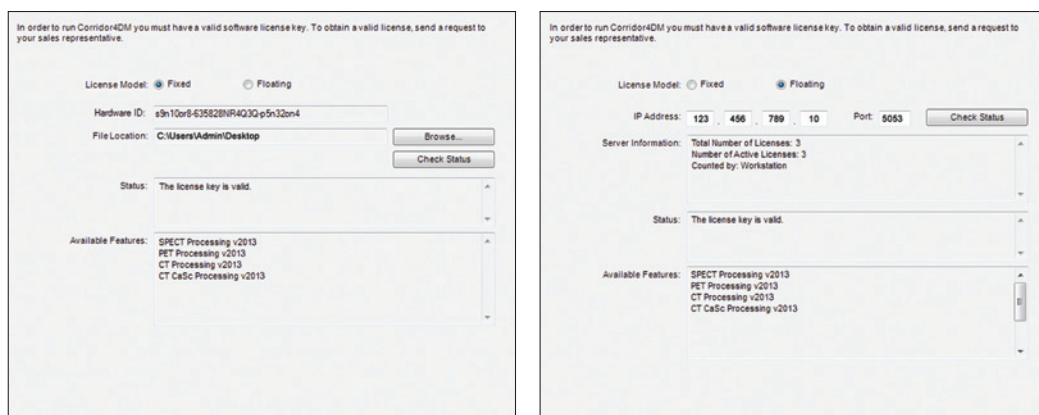 In order to run Corridor4DM you must have a valid software license key. To obtain a valid license, send a request to
your sales representative.
License Model: Fixed Floating
Hardware ID: s9n10or8-635828NR4Q3Q-p5n32on4
File Location: C:\Users\Admin\Desktop Browse...
Check Status
Status: The license key is valid.
Available Features: SPECT Processing v2013
PET Processing v2013
CT Processing v2013
CT CaSc Processing v2013
In order to run Corridor4DM you must have a valid software license key. To obtain a valid license, send a request to
your sales representative.
License Model: Fixed Floating
IP Address: 123 . 456 . 789 . 10 Port: 5053 Check Status
Server Information: Total Number of Licenses: 3
Number of Active Licenses: 3
Counted by: Workstation
Status: The license key is valid.
Available Features: SPECT Processing v2013
PET Processing v2013
CT Processing v2013
CT CaSc Processing v2013